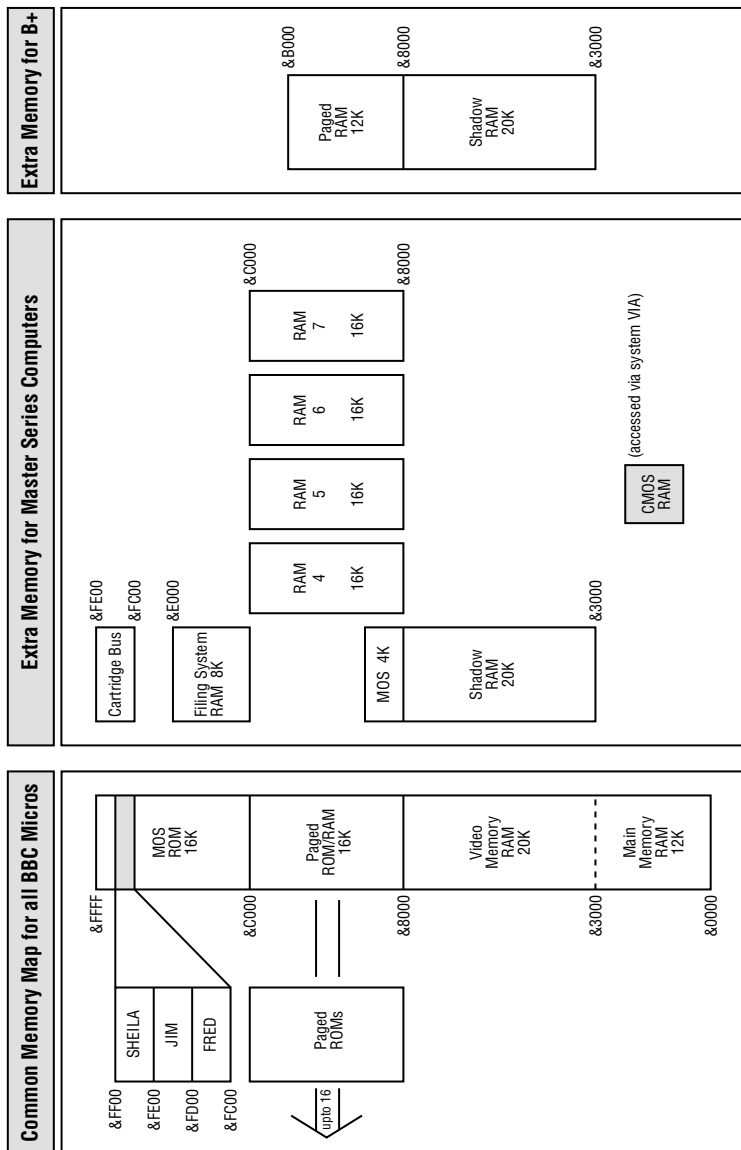 Common Memory Map for all BBC Micros
&FFFF
&FF00
&FE00
&FD00
&FC00
SHEILA
JIM
FRED
MOS
ROM
16K
&C000
upto 16
Paged
ROMs
Paged
ROM/RAM
16K
&8000
Video
Memory
RAM
20K
&3000
Main
Memory
RAM
12K
&0000
Extra Memory for Master Series Computers
&FE00
Cartridge Bus
&FC00
&E000
Filing System
RAM 8K
&C000
RAM
4
16K
RAM
5
16K
RAM
6
16K
RAM
7
16K
&8000
MOS 4K
Shadow
RAM
20K
&3000
CMOS
RAM
(accessed via system VIA)
Extra Memory for B+
&B000
Paged
RAM
12K
&8000
Shadow
RAM
20K
&3000